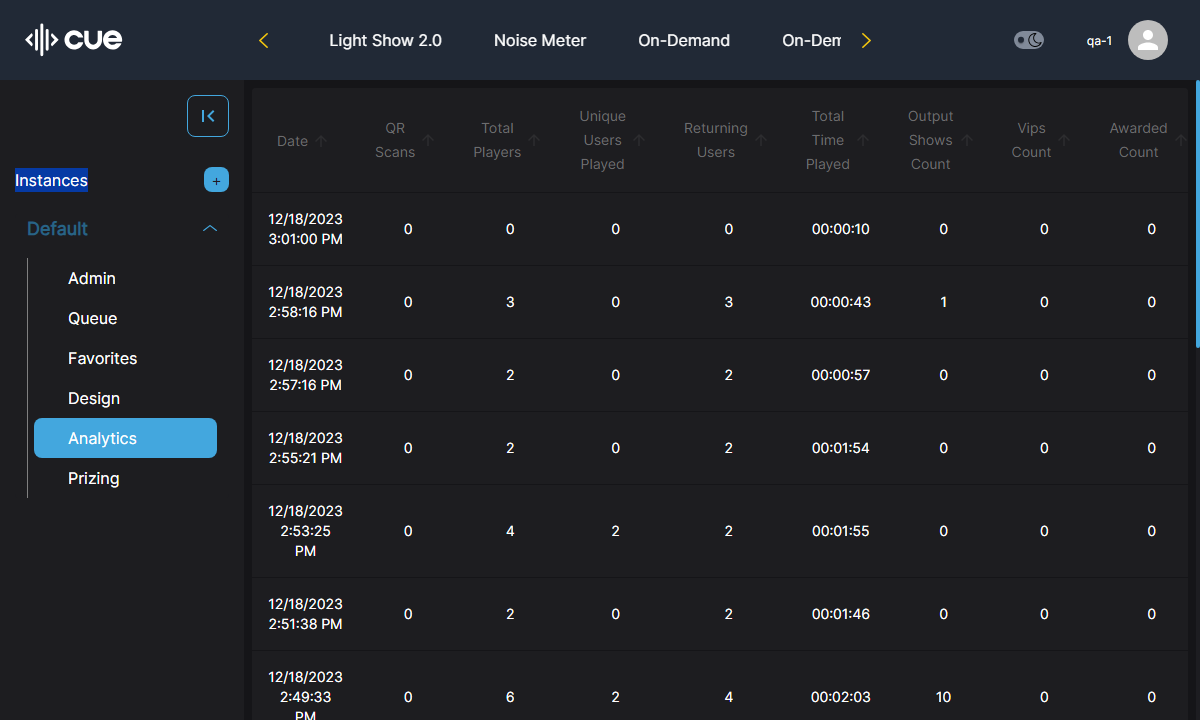 cue
Light Show 2.0 Noise Meter On-Demand On-Dem
qa-1
Instances +
Default
Admin
Queue
Favorites
Design
Analytics
Prizing
Date QR Scans Total Players Unique Users Played Returning Users Total Time Played Output Shows Count Vips Count Awarded Count
12/18/2023 3:01:00 PM 0 0 0 0 00:00:10 0 0 0
12/18/2023 2:58:16 PM 0 3 0 3 00:00:43 1 0 0
12/18/2023 2:57:16 PM 0 2 0 2 00:00:57 0 0 0
12/18/2023 2:55:21 PM 0 2 0 2 00:01:54 0 0 0
12/18/2023 2:53:25 PM 0 4 2 2 00:01:55 0 0 0
12/18/2023 2:51:38 PM 0 2 0 2 00:01:46 0 0 0
12/18/2023 2:49:33 PM 0 6 2 4 00:02:03 10 0 0